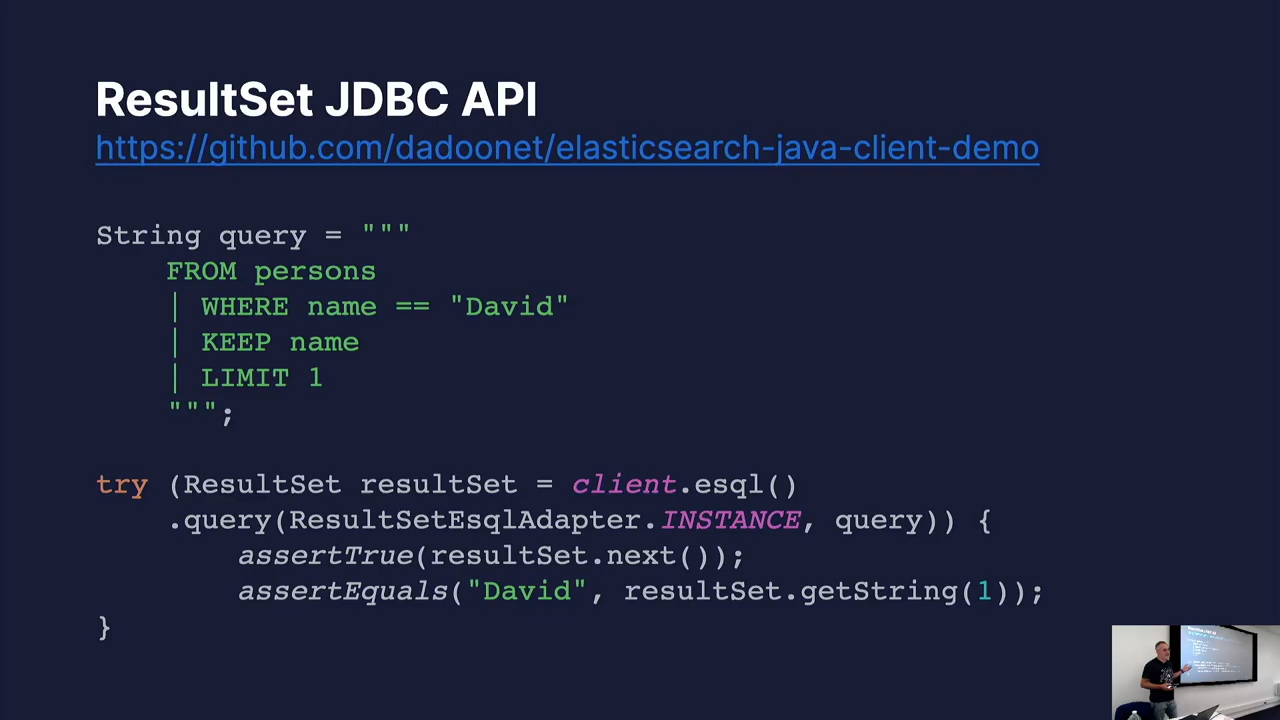 ResultSet JDBC API
https://github.com/dadoonet/elasticsearch-java-client-demo
String query = """
FROM persons
| WHERE name == "David"
| KEEP name
| LIMIT 1
""";
try (ResultSet resultSet = client.esql()
.query(ResultSetEsqlAdapter.INSTANCE, query)) {
assertTrue(resultSet.next());
assertEquals("David", resultSet.getString(1));
}